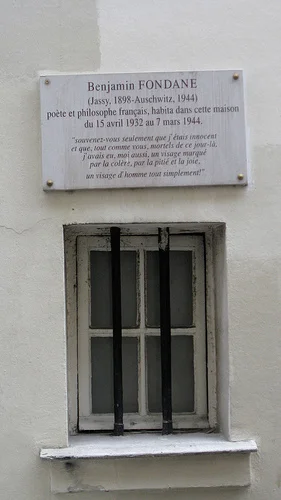 Benjamin FONDANE
(Jassy, 1898-Auschwitz, 1944)
poète et philosophe français, habita dans cette maison
du 15 avril 1932 au 7 mars 1944.
"souvenez-vous seulement que j'étais innocent
et que, tout comme vous, mortels de ce jour-là,
j'avais eu, moi aussi, un visage marqué
par la colère, par la pitié et la joie,
un visage d'homme tout simplement!"